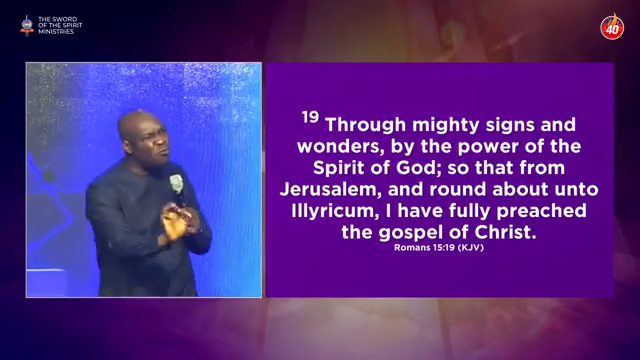 THE SWORD
OF THE SPIRIT
MINISTRIES
40
19 Through mighty signs and
wonders, by the power of the
Spirit of God; so that from
Jerusalem, and round about unto
Illyricum, I have fully preached
the gospel of Christ.
Romans 15:19 (KJV)